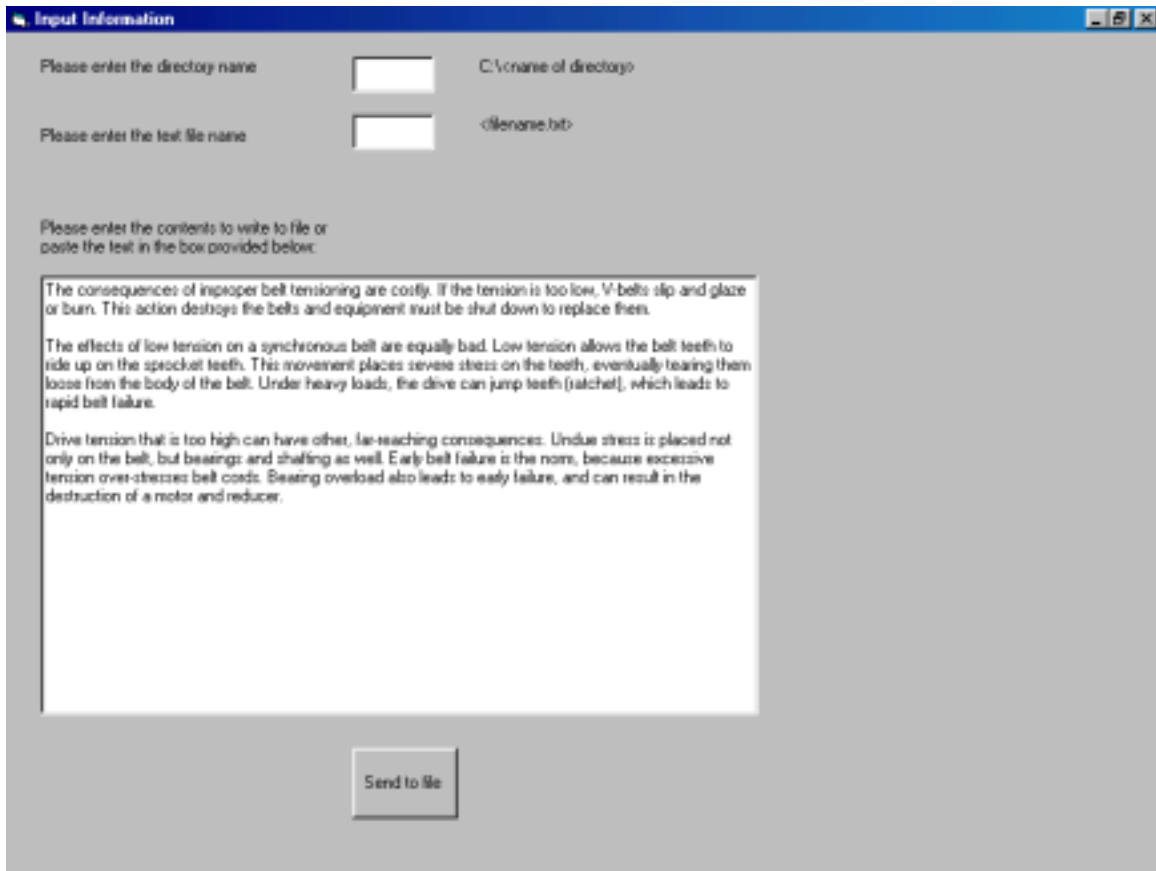 Input Information
Please enter the directory name
C:\<name of directory>
Please enter the text file name
<filename.txt>
Please enter the contents to write to file or
paste the text in the box provided below:
The consequences of improper belt tensioning are costly. If the tension is too low, V-belts slip and glaze
or burn. This action destroys the belts and equipment must be shut down to replace them.
The effects of low tension on a synchronous belt are equally bad. Low tension allows the belt teeth to
ride up on the sprocket teeth. This movement places severe stress on the teeth, eventually tearing them
loose from the body of the belt. Under heavy loads, the drive can jump teeth (ratchet), which leads to
rapid belt failure.
Drive tension that is too high can have other, far-reaching consequences. Undue stress is placed not
only on the belt, but bearings and shafting as well. Early belt failure is the norm, because excessive
tension over-stresses belt cords. Bearing overload also leads to early failure, and can result in the
destruction of a motor and reducer.
Send to file